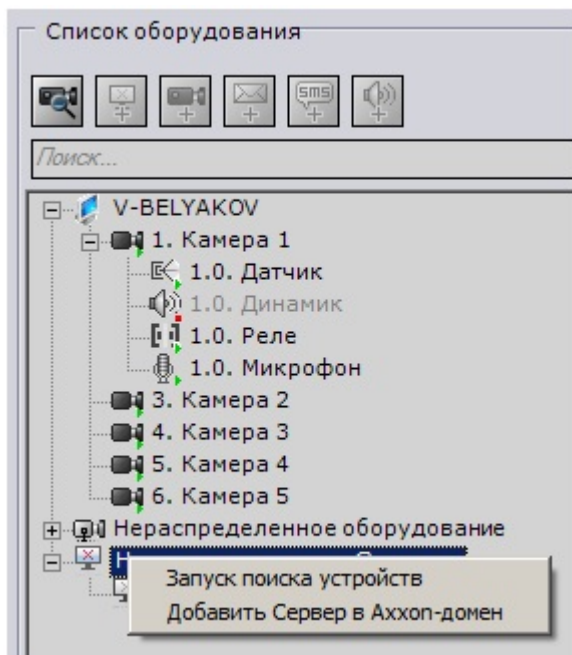 Список оборудования
SMS
Поиск...
V-BELYAKOV
1. Камера 1
1.0. Датчик
1.0. Динамик
1.0. Реле
1.0. Микрофон
3. Камера 2
4. Камера 3
5. Камера 4
6. Камера 5
Нераспределенное оборудование
Запуск поиска устройств
Добавить Сервер в Axxon-домен